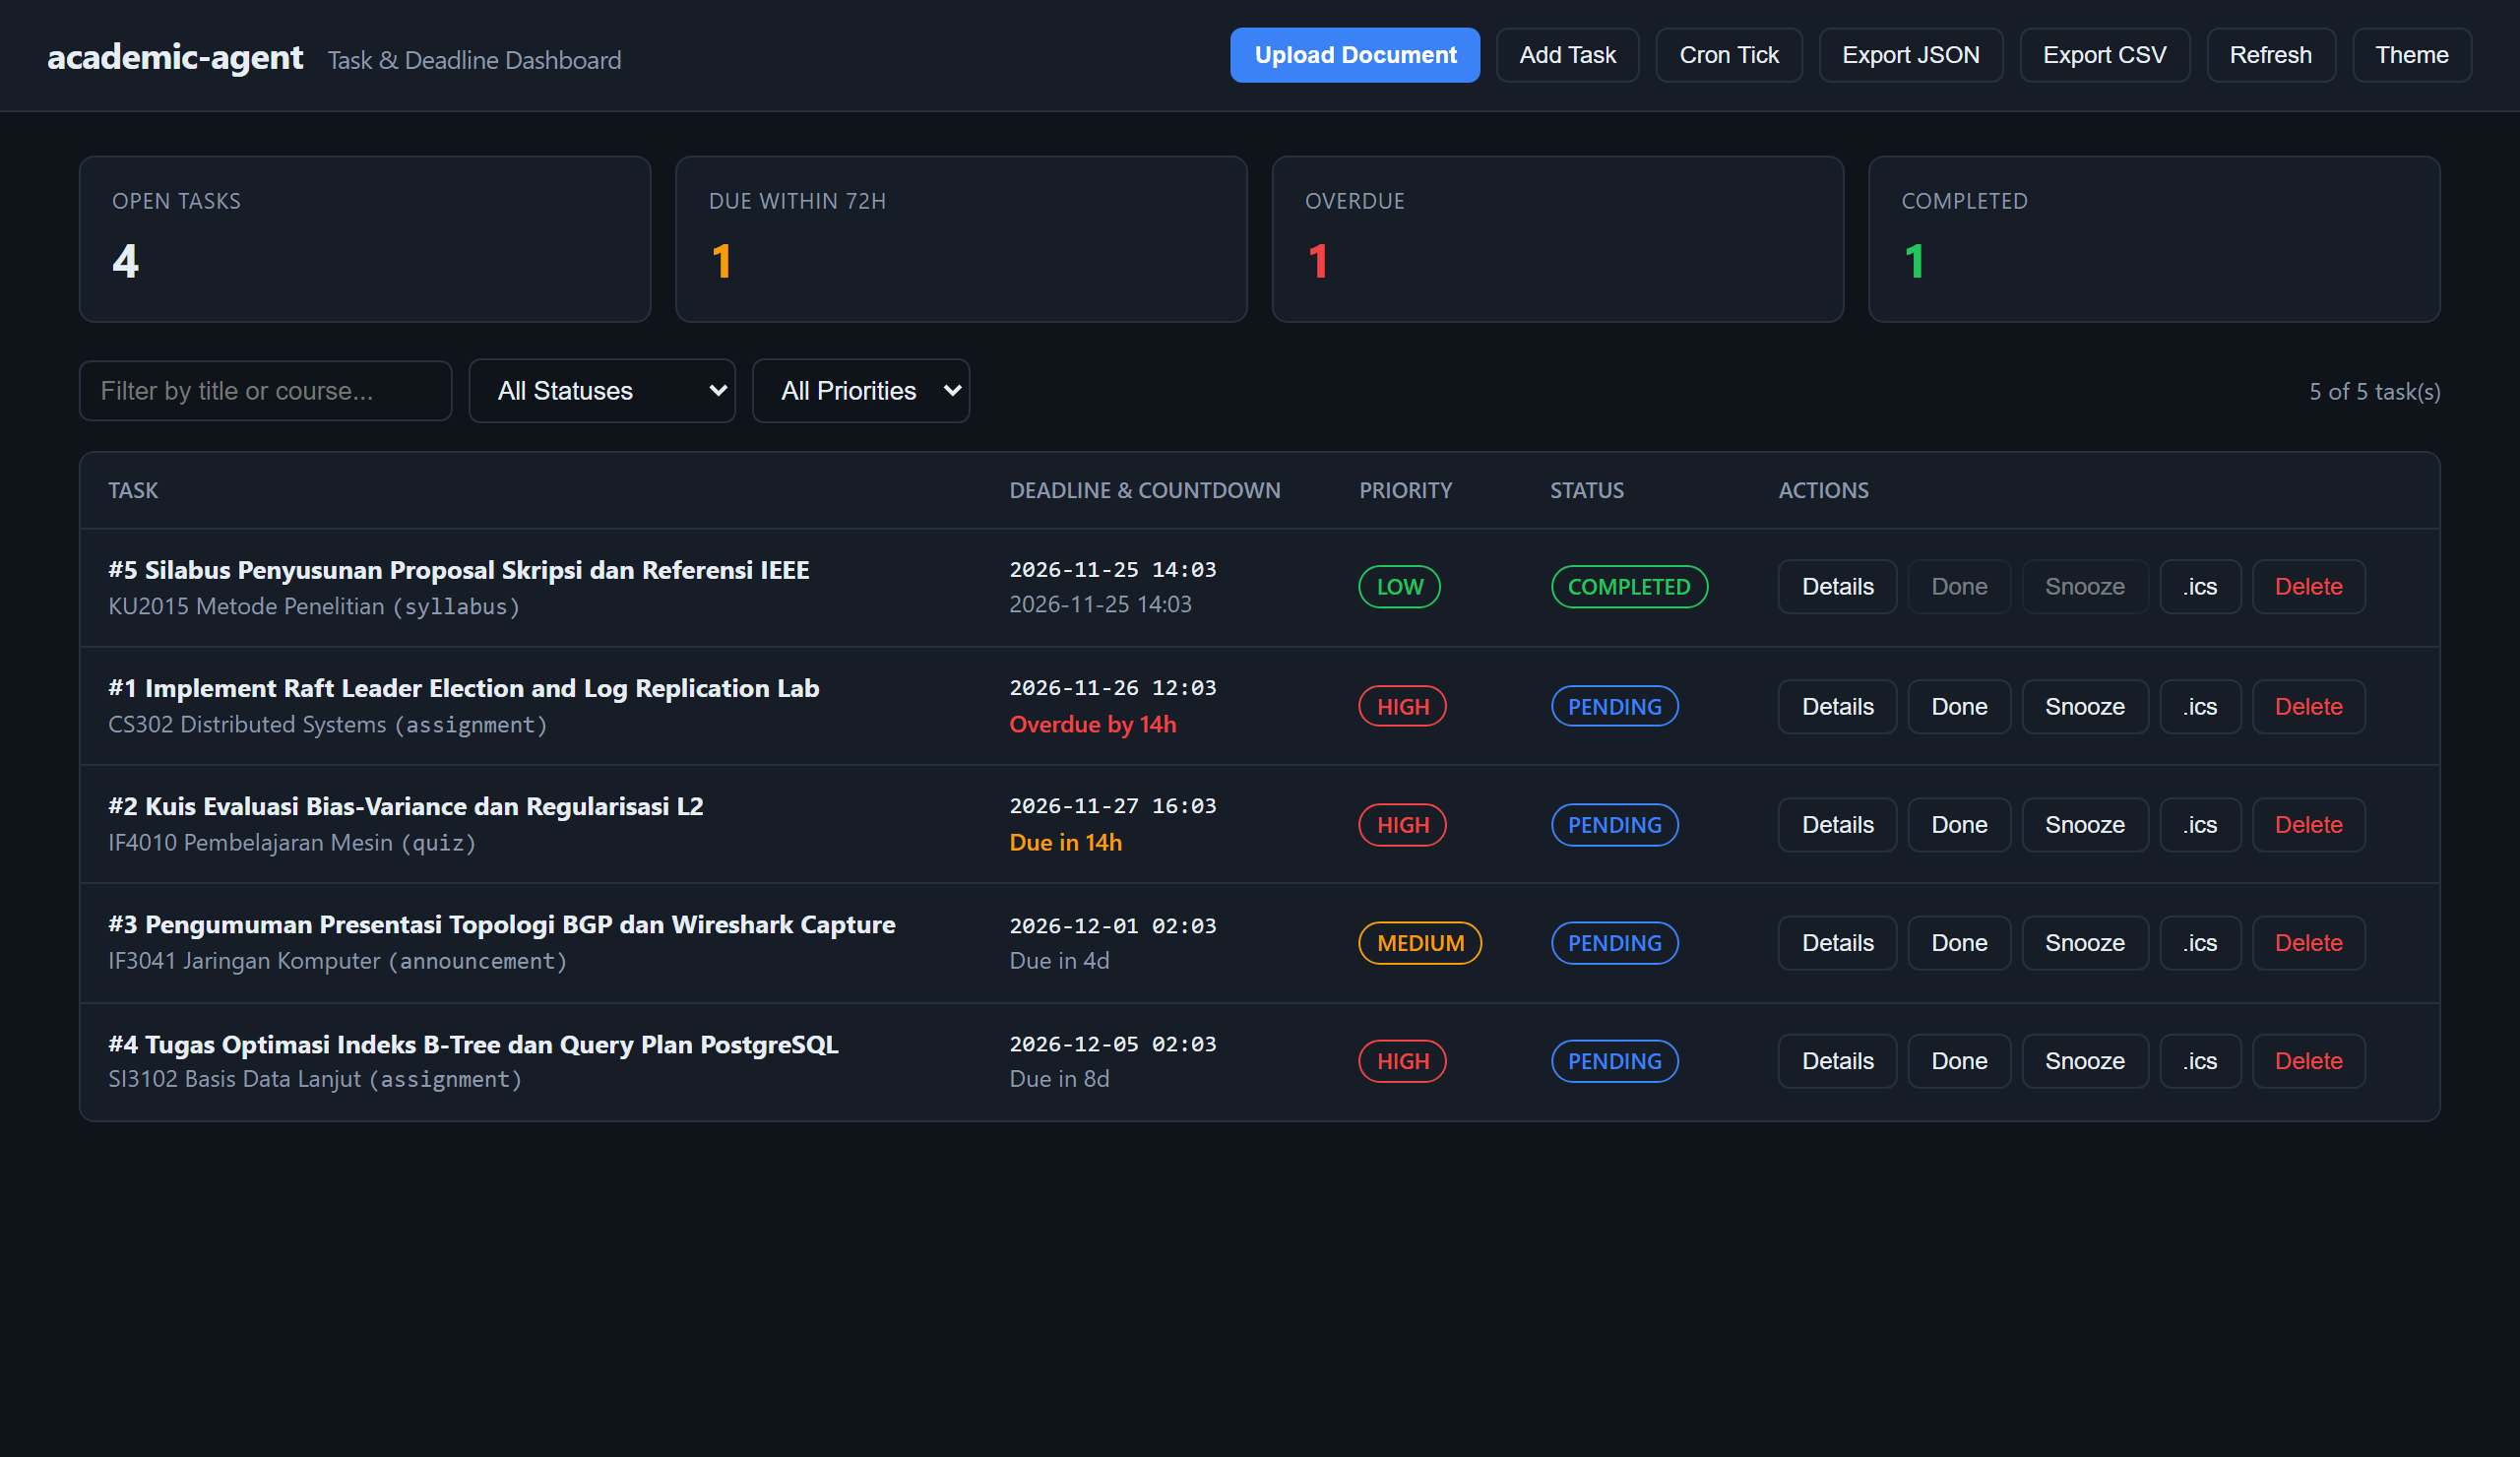 academic-agent Task & Deadline Dashboard Upload Document Add Task Cron Tick Export JSON Export CSV Refresh Theme
OPEN TASKS DUE WITHIN 72H OVERDUE COMPLETED
4 1 1 1
Filter by title or course... All Statuses All Priorities 5 of 5 task(s)
TASK DEADLINE & COUNTDOWN PRIORITY STATUS ACTIONS
#5 Silabus Penyusunan Proposal Skripsi dan Referensi IEEE 2026-11-25 14:03 LOW COMPLETED Details Done Snooze .ics Delete
KU2015 Metode Penelitian (syllabus) 2026-11-25 14:03
#1 Implement Raft Leader Election and Log Replication Lab 2026-11-26 12:03 HIGH PENDING Details Done Snooze .ics Delete
CS302 Distributed Systems (assignment) Overdue by 14h
#2 Kuis Evaluasi Bias-Variance dan Regularisasi L2 2026-11-27 16:03 HIGH PENDING Details Done Snooze .ics Delete
IF4010 Pembelajaran Mesin (quiz) Due in 14h
#3 Pengumuman Presentasi Topologi BGP dan Wireshark Capture 2026-12-01 02:03 MEDIUM PENDING Details Done Snooze .ics Delete
IF3041 Jaringan Komputer (announcement) Due in 4d
#4 Tugas Optimasi Indeks B-Tree dan Query Plan PostgreSQL 2026-12-05 02:03 HIGH PENDING Details Done Snooze .ics Delete
SI3102 Basis Data Lanjut (assignment) Due in 8d